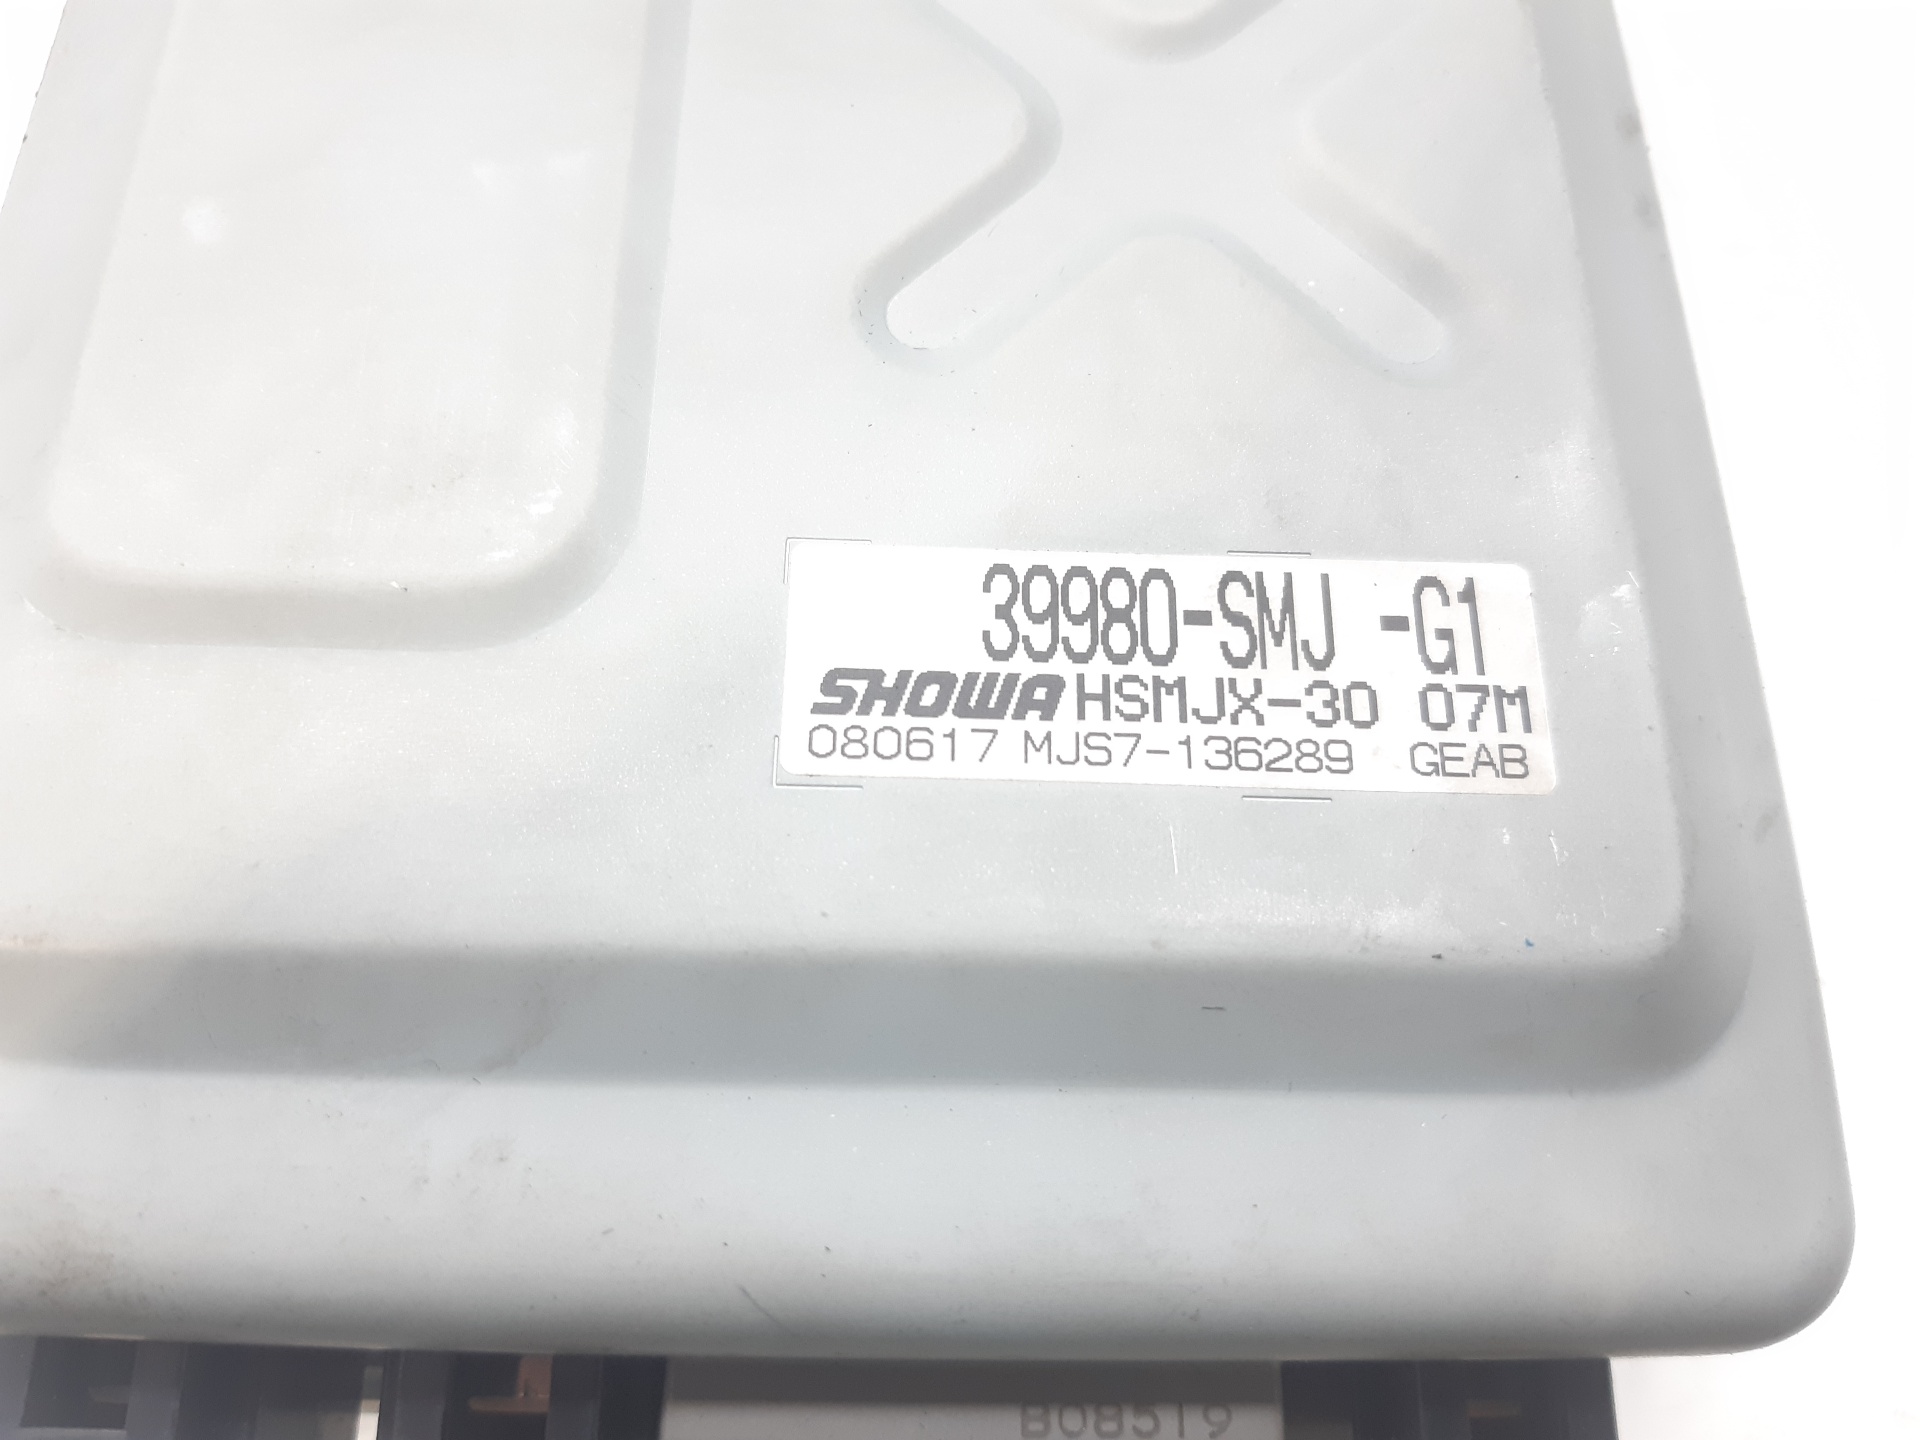 39980-SMJ -G1
SHOWA HSMJX-30 07M
080617 MJS7-136289 GEAB
B08519